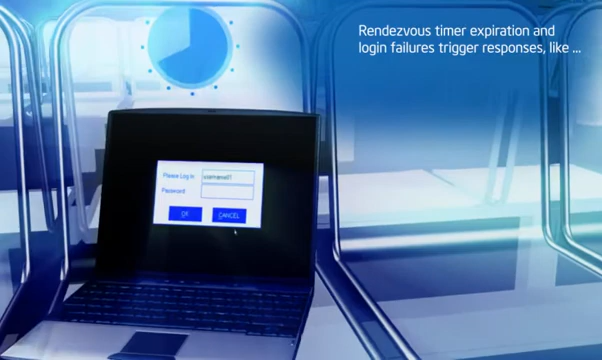 Rendezvous timer expiration and
login failures trigger responses, like ...
Please Log In
Password
OK
CANCEL